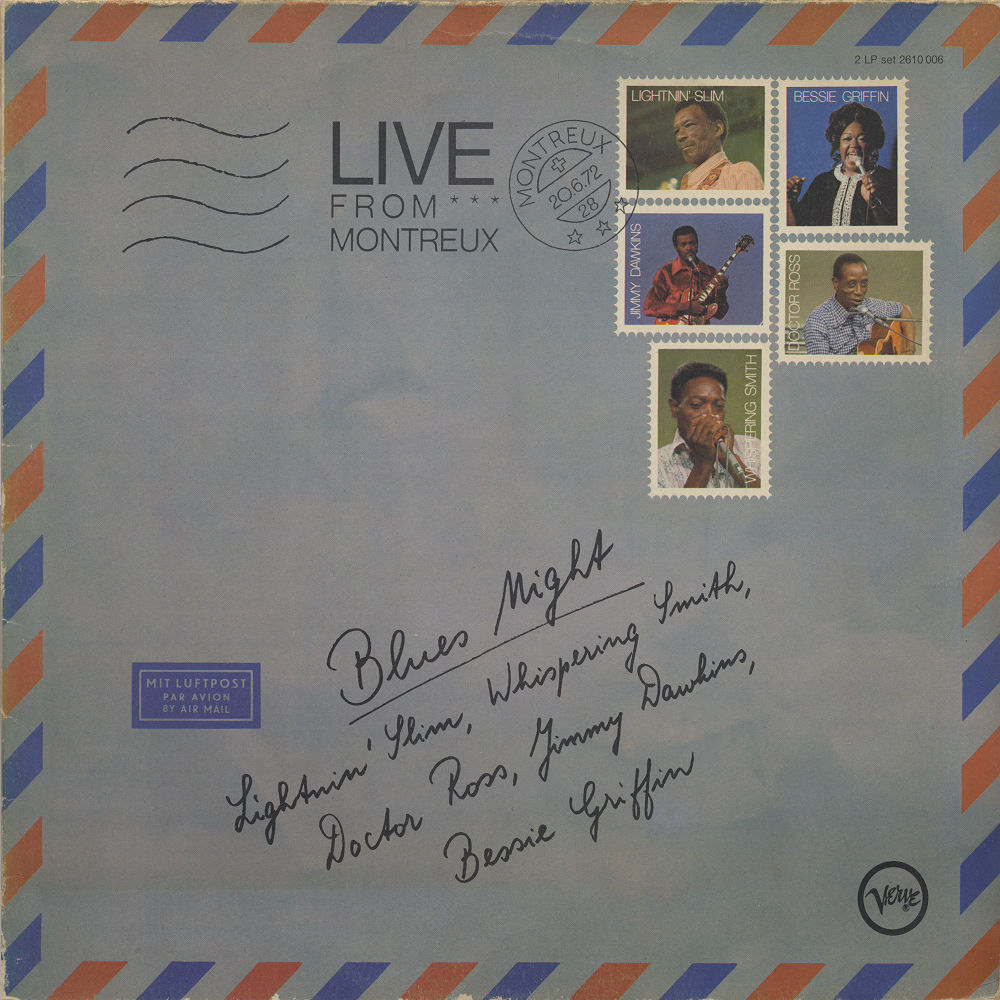 2 LP set 2610 006
LIVE
FROM ***
MONTREUX
MONTREUX
20.6.72
28
LIGHTNIN' SLIM
BESSIE GRIFFIN
JIMMY DAWKINS
DOCTOR ROSS
WHISPERING SMITH
Blues Night
Lightnin' Slim, Whispering Smith,
Doctor Ross, Jimmy Dawkins,
Bessie Griffin
MIT LUFTPOST
PAR AVION
BY AIR MAIL
VERVE®